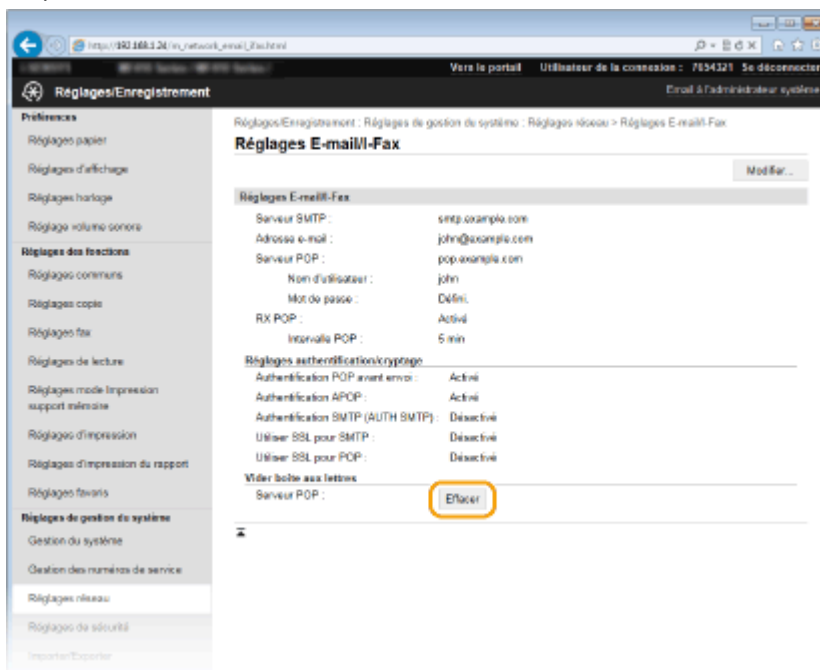 http://192.168.1.24/m_network_email_ifax.html
Vers le portail Utilisateur de la connexion : 7654321 Se déconnecter
Réglages/Enregistrement
Email à l'administrateur système
Préférences
Réglages papier
Réglages d'affichage
Réglages horloge
Réglage volume sonore
Réglages des fonctions
Réglages communs
Réglages copie
Réglages fax
Réglages de lecture
Réglages mode Impression
support mémoire
Réglages d'impression
Réglages d'impression du rapport
Réglages favoris
Réglages de gestion du système
Gestion du système
Gestion des numéros de service
Réglages réseau
Réglages de sécurité
Importer/Exporter
Réglages/Enregistrement : Réglages de gestion du système : Réglages réseau > Réglages E-mail/I-Fax
Réglages E-mail/I-Fax
Modifier...
Réglages E-mail/I-Fax
Serveur SMTP : smtp.example.com
Adresse e-mail : john@example.com
Serveur POP : pop.example.com
Nom d'utilisateur : john
Mot de passe : Défini.
RX POP : Activé
Intervalle POP : 5 min
Réglages authentification/cryptage
Authentification POP avant envoi : Activé
Authentification APOP : Activé
Authentification SMTP (AUTH SMTP) : Désactivé
Utiliser SSL pour SMTP : Désactivé
Utiliser SSL pour POP : Désactivé
Vider boîte aux lettres
Serveur POP : Effacer